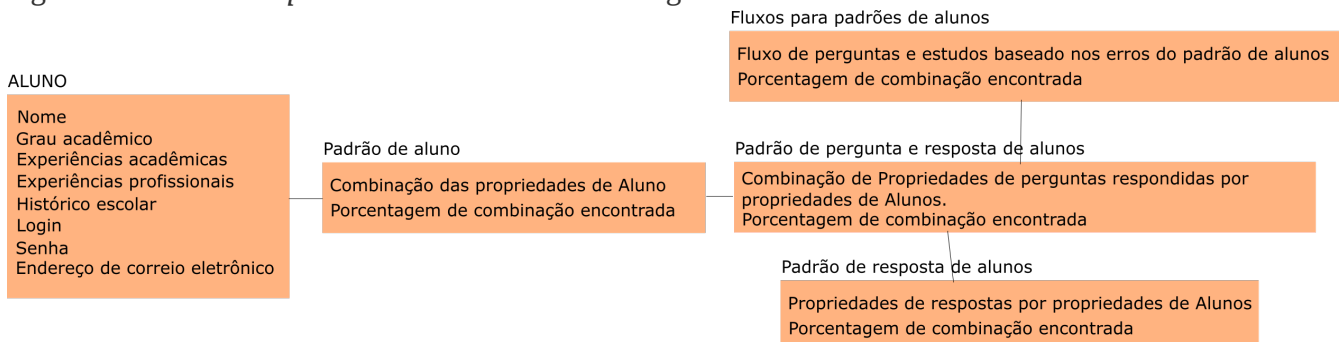 Fluxos para padrões de alunos
Fluxo de perguntas e estudos baseado nos erros do padrão de alunos
Porcentagem de combinação encontrada
ALUNO
Nome
Grau acadêmico
Experiências acadêmicas
Experiências profissionais
Histórico escolar
Login
Senha
Endereço de correio eletrônico
Padrão de aluno
Combinação das propriedades de Aluno
Porcentagem de combinação encontrada
Padrão de pergunta e resposta de alunos
Combinação de Propriedades de perguntas respondidas por
propriedades de Alunos.
Porcentagem de combinação encontrada
Padrão de resposta de alunos
Propriedades de respostas por propriedades de Alunos
Porcentagem de combinação encontrada